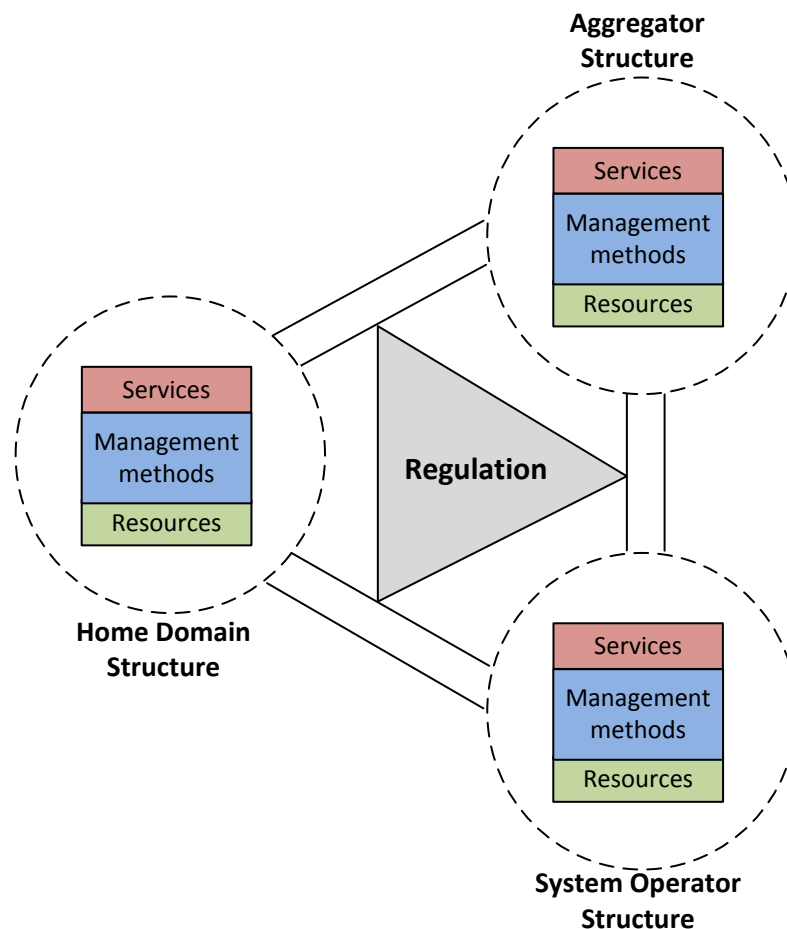 Aggregator
Structure
Services
Management
methods
Resources
Services
Management
methods
Resources
Regulation
Home Domain
Structure
Services
Management
methods
Resources
System Operator
Structure